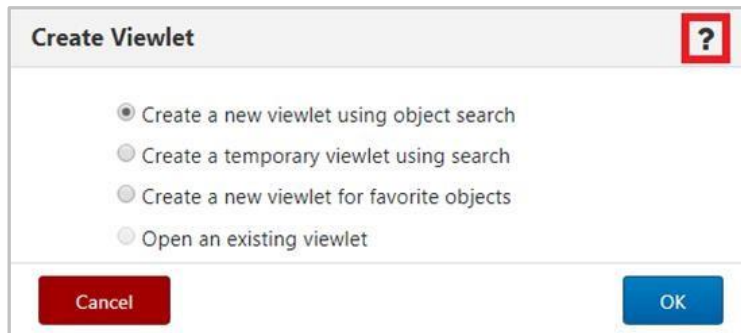 Create Viewlet
?
Create a new viewlet using object search
Create a temporary viewlet using search
Create a new viewlet for favorite objects
Open an existing viewlet
Cancel
OK